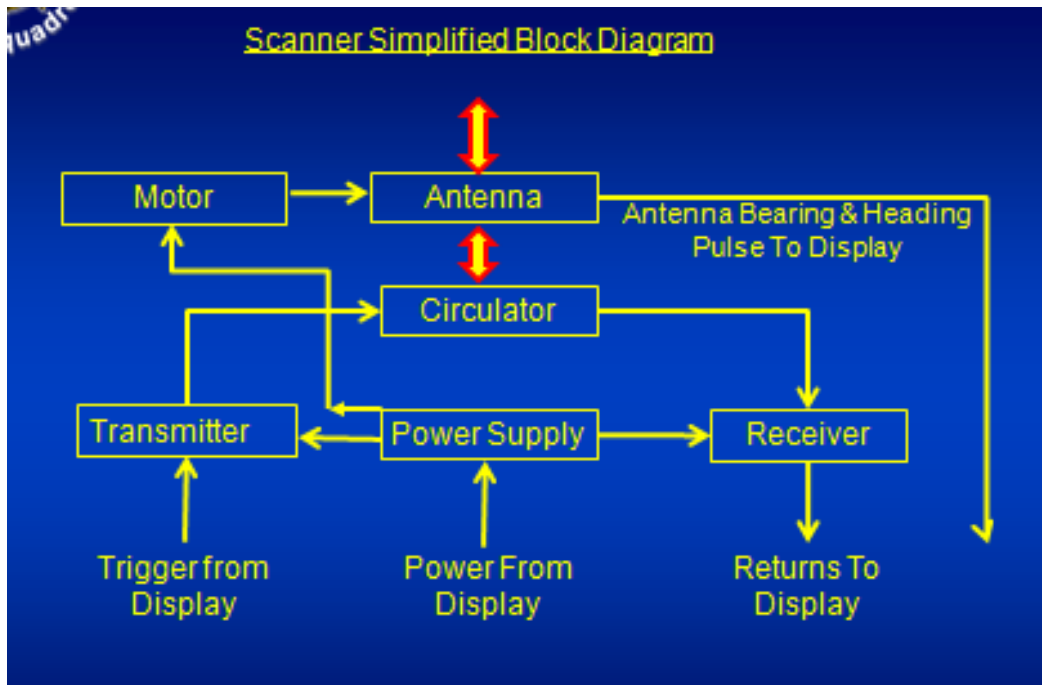 Scanner Simplified Block Diagram
Motor
Antenna
Antenna Bearing & Heading
Pulse To Display
Circulator
Transmitter
Power Supply
Receiver
Trigger from
Display
Power From
Display
Returns To
Display